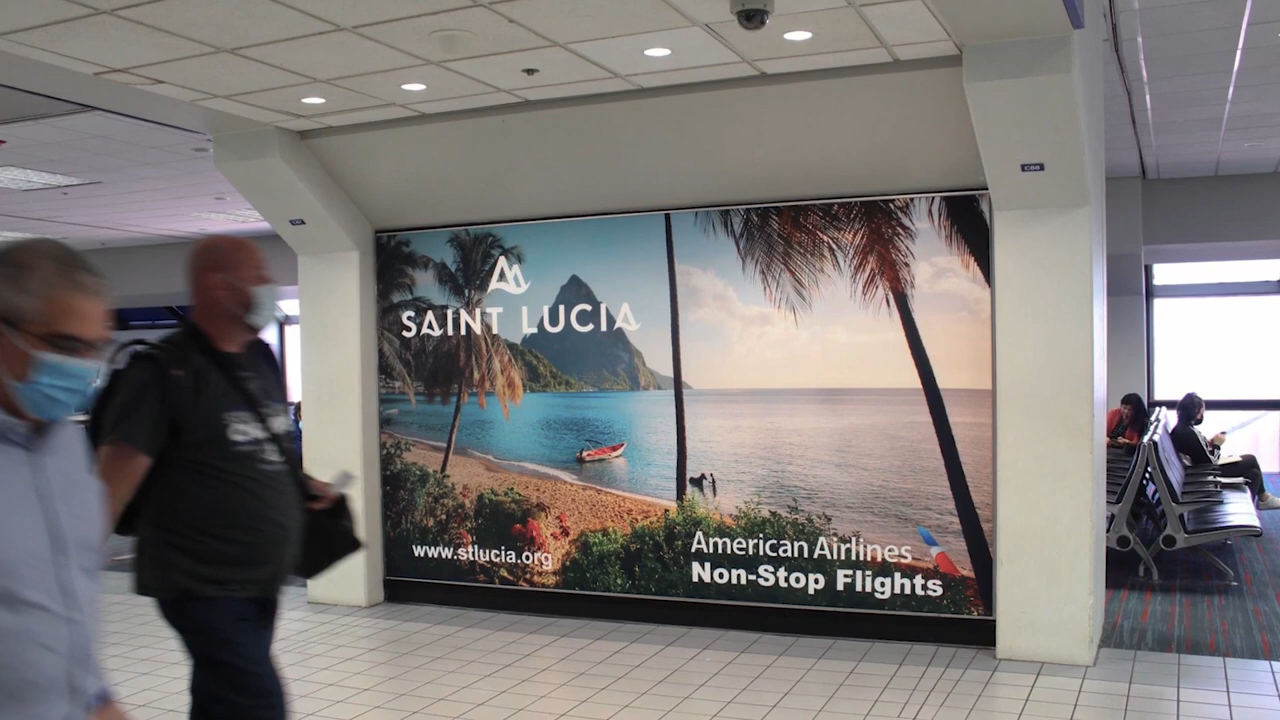 SAINT LUCIA
www.stlucia.org
American Airlines
Non-Stop Flights